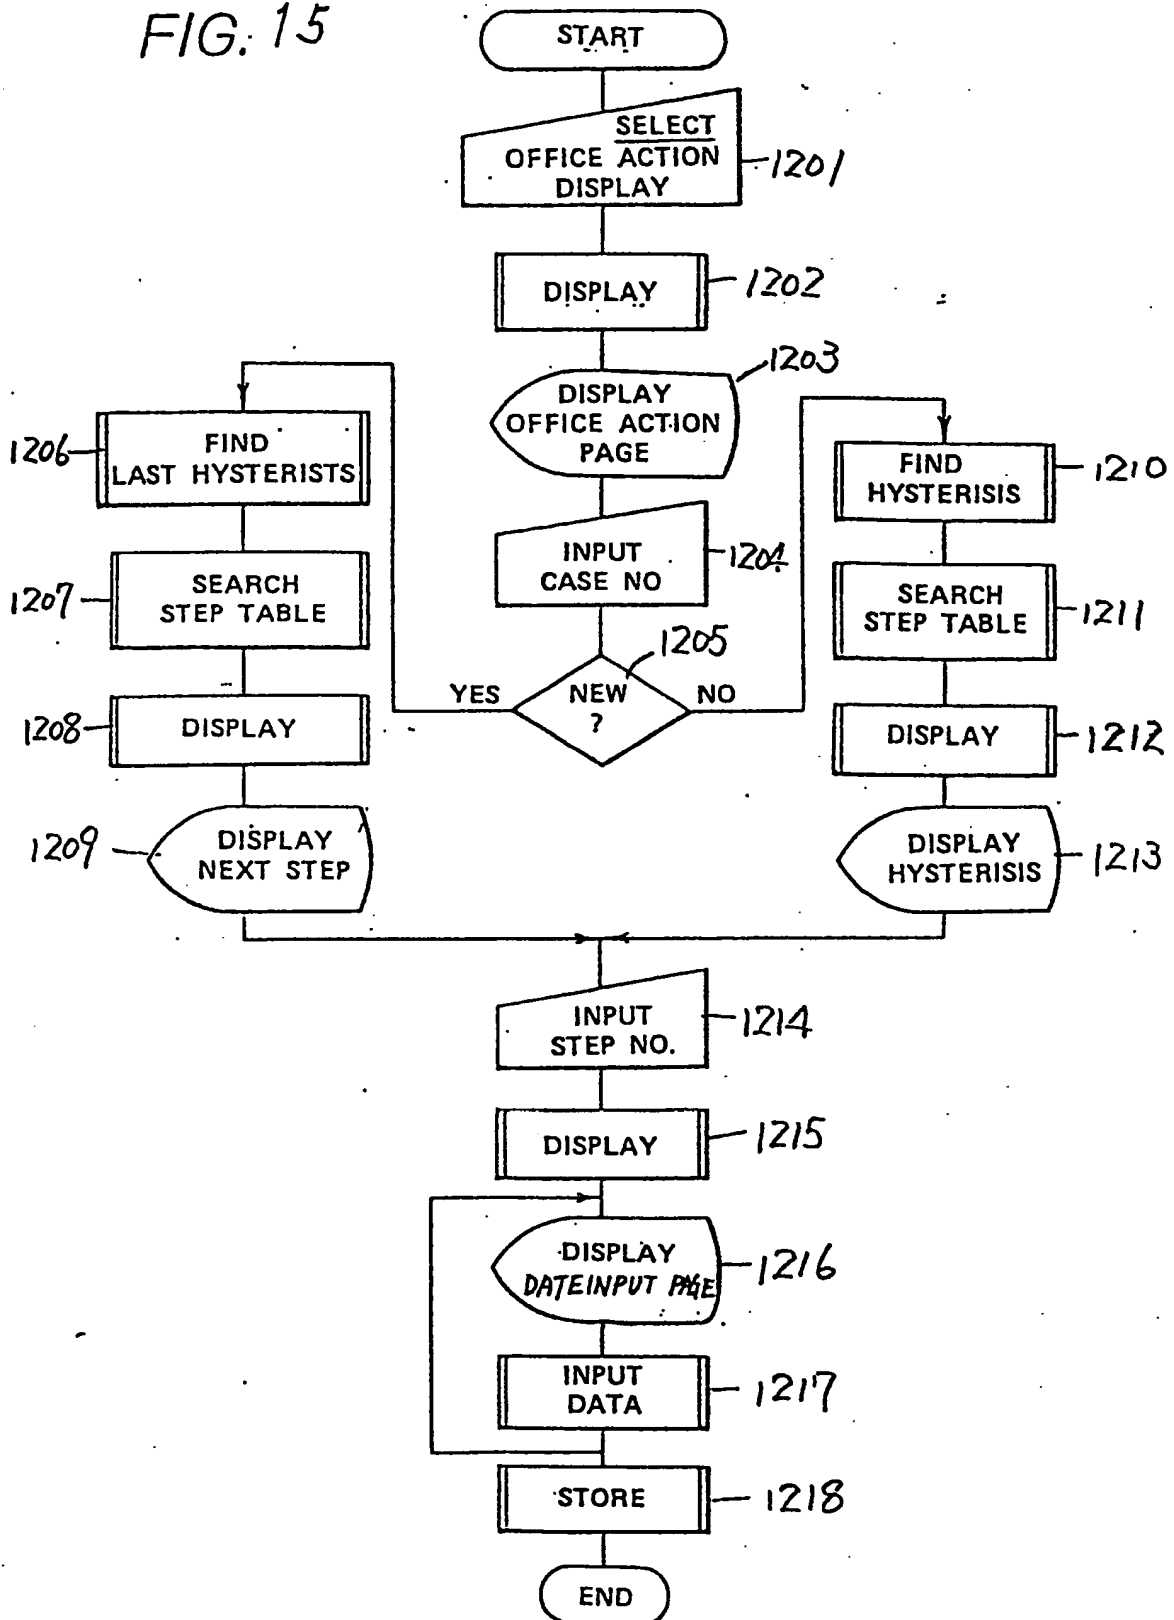 FIG. 15
START
SELECT
OFFICE ACTION
DISPLAY
1201
DISPLAY
1202
DISPLAY
OFFICE ACTION
PAGE
1203
INPUT
CASE NO
1204
NEW
?
1205
YES
NO
1206
FIND
LAST HYSTERISTS
1207
SEARCH
STEP TABLE
1208
DISPLAY
1209
DISPLAY
NEXT STEP
FIND
HYSTERISIS
1210
SEARCH
STEP TABLE
1211
DISPLAY
1212
DISPLAY
HYSTERISIS
1213
INPUT
STEP NO.
1214
DISPLAY
1215
DISPLAY
DATEINPUT PAGE
1216
INPUT
DATA
1217
STORE
1218
END